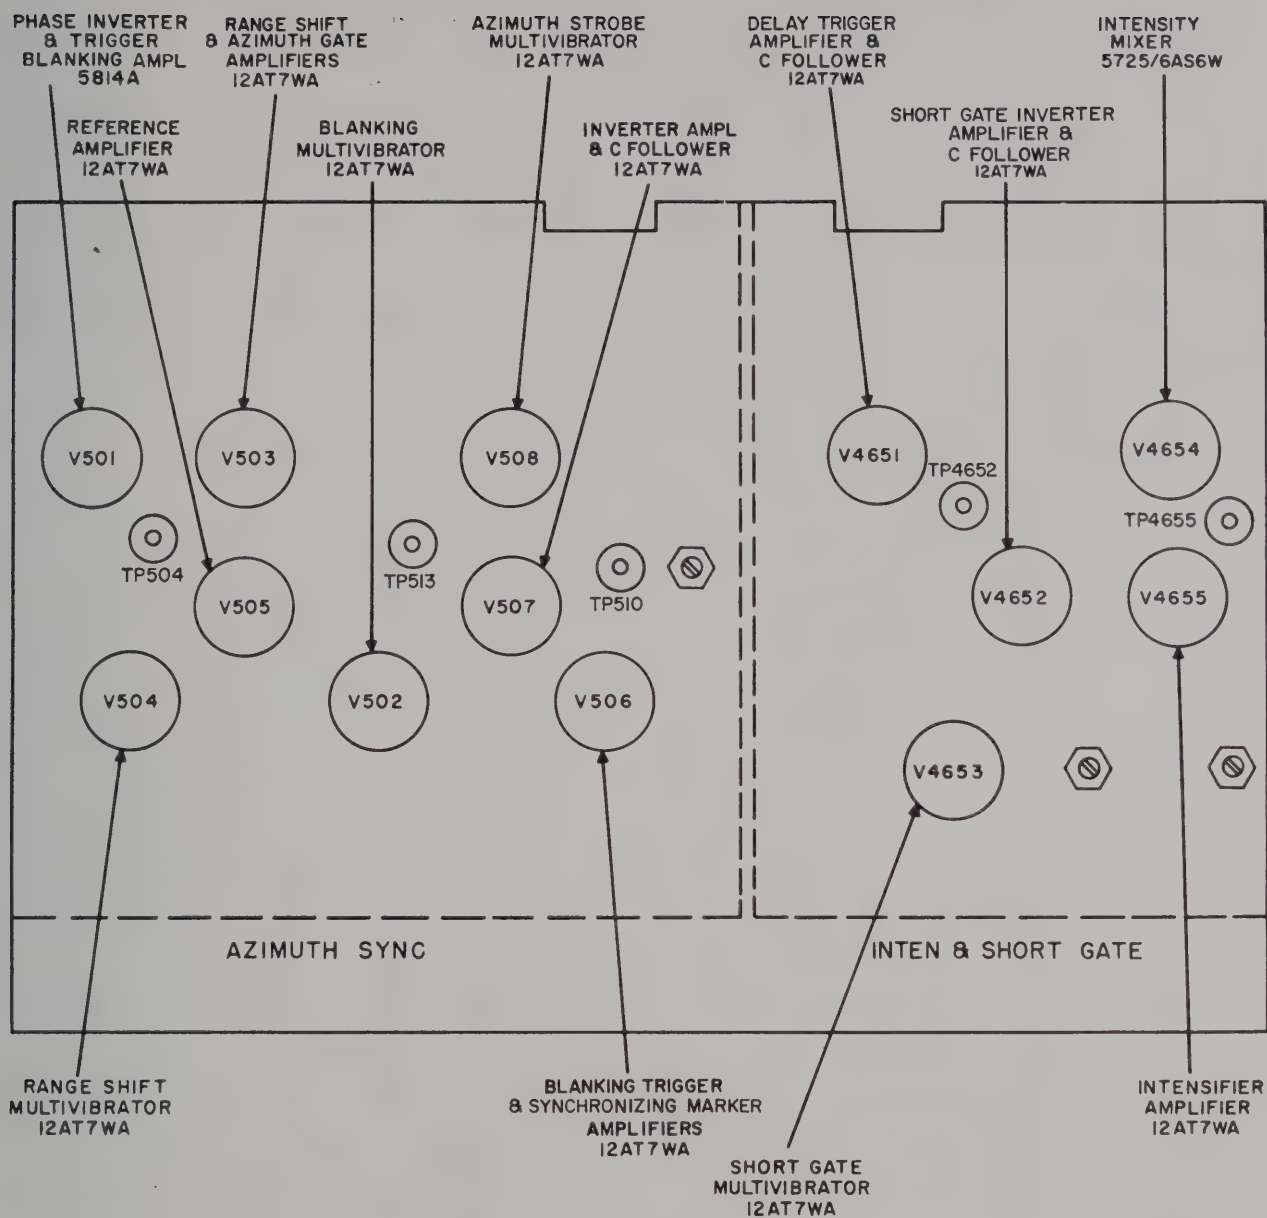 PHASE INVERTER
& TRIGGER
BLANKING AMPL
5814A
RANGE SHIFT
& AZIMUTH GATE
AMPLIFIERS
12AT7WA
AZIMUTH STROBE
MULTIVIBRATOR
12AT7WA
DELAY TRIGGER
AMPLIFIER &
C FOLLOWER
12AT7WA
INTENSITY
MIXER
5725/6AS6W
REFERENCE
AMPLIFIER
12AT7WA
BLANKING
MULTIVIBRATOR
12AT7WA
INVERTER AMPL
& C FOLLOWER
12AT7WA
SHORT GATE INVERTER
AMPLIFIER &
C FOLLOWER
12AT7WA
V501
V503
V508
V4651
V4654
TP4652
TP4655
TP504
TP513
TP510
V505
V507
V4652
V4655
V504
V502
V506
V4653
AZIMUTH SYNC
INTEN & SHORT GATE
RANGE SHIFT
MULTIVIBRATOR
12AT7WA
BLANKING TRIGGER
& SYNCHRONIZING MARKER
AMPLIFIERS
12AT7WA
SHORT GATE
MULTIVIBRATOR
12AT7WA
INTENSIFIER
AMPLIFIER
12AT7WA